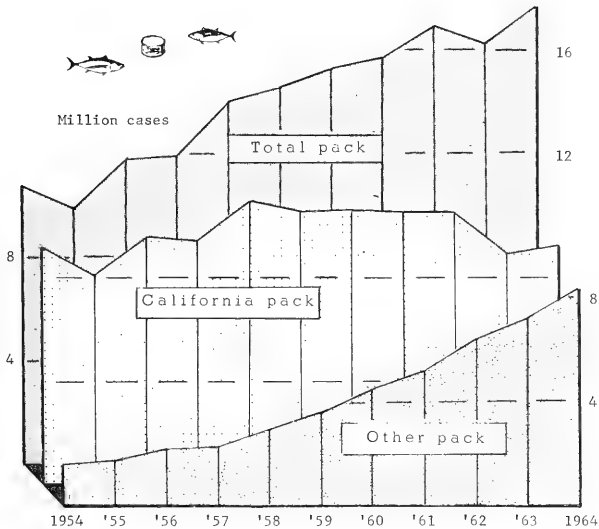 16
Million cases
Total pack
12
8
California pack
8
4
4
Other pack
1954 '55 '56 '57 '58 '59 '60 '61 '62 '63 1964